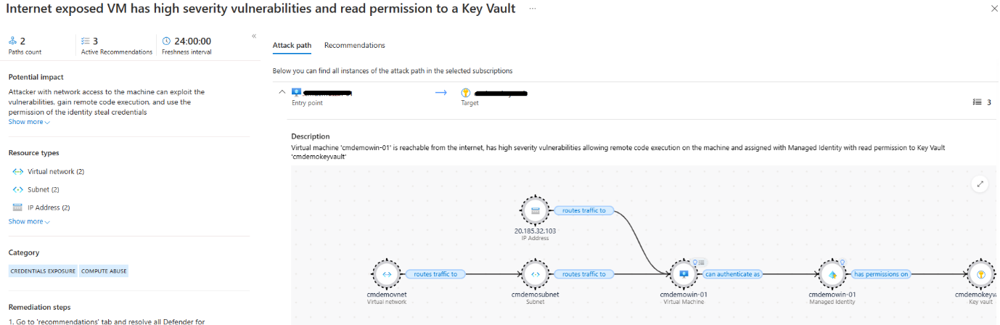 Internet exposed VM has high severity vulnerabilities and read permission to a Key Vault ...
2
Paths count
3
Active Recommendations
24:00:00
Freshness interval
Potential impact
Attacker with network access to the machine can exploit the
vulnerabilities, gain remote code execution, and use the
permission of the identity steal credentials
Show more
Resource types
Virtual network (2)
Subnet (2)
IP Address (2)
Show more
Category
CREDENTIALS EXPOSURE COMPUTE ABUSE
Remediation steps
1. Go to 'recommendations' tab and resolve all Defender for
Attack path Recommendations
Below you can find all instances of the attack path in the selected subscriptions
Entry point
Target
3
Description
Virtual machine 'cmdemowin-01' is reachable from the internet, has high severity vulnerabilities allowing remote code execution on the machine and assigned with Managed Identity with read permission to Key Vault
'cmdemokeyvault'
routes traffic to
20.185.32.103
IP Address
routes traffic to
routes traffic to
can authenticate as
has permissions on
cmdemovnet
Virtual network
cmdemosubnet
Subnet
cmdemowin-01
Virtual Machine
cmdemowin-01
Managed Identity
cmdemokeyva
Key vault